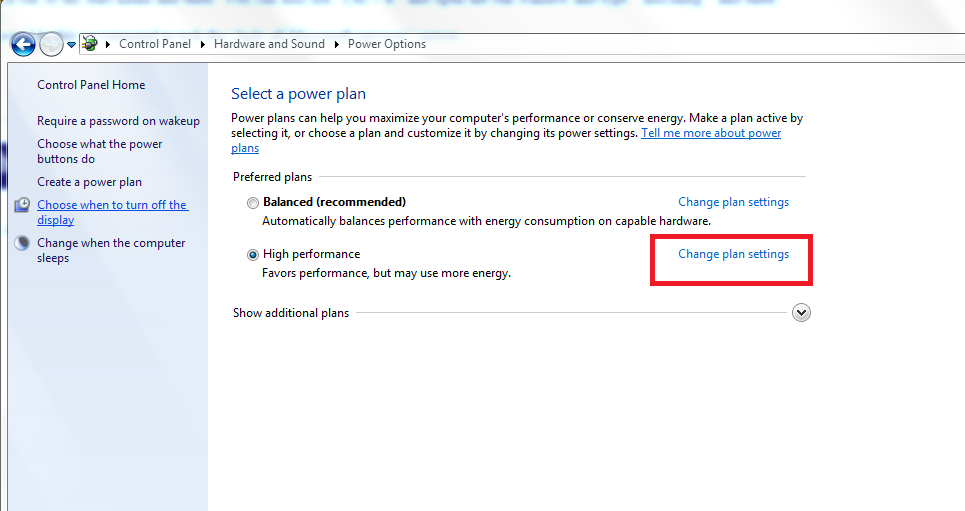 Control Panel Hardware and Sound Power Options
Control Panel Home
Require a password on wakeup
Choose what the power
buttons do
Create a power plan
Choose when to turn off the
display
Change when the computer
sleeps
Select a power plan
Power plans can help you maximize your computer's performance or conserve energy. Make a plan active by
selecting it, or choose a plan and customize it by changing its power settings. Tell me more about power
plans
Preferred plans
Balanced (recommended) Change plan settings
Automatically balances performance with energy consumption on capable hardware.
High performance Change plan settings
Favors performance, but may use more energy.
Show additional plans